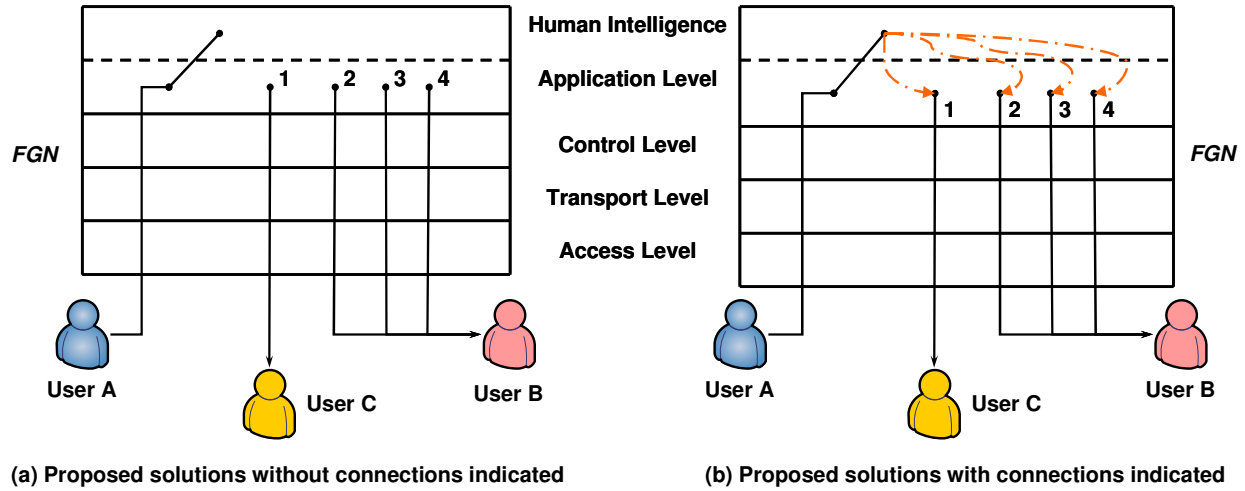 Human Intelligence
Application Level
Control Level
Transport Level
Access Level
FGN
1 2 3 4
User A
User C
User B
(a) Proposed solutions without connections indicated
1 2 3 4
FGN
User A
User C
User B
(b) Proposed solutions with connections indicated